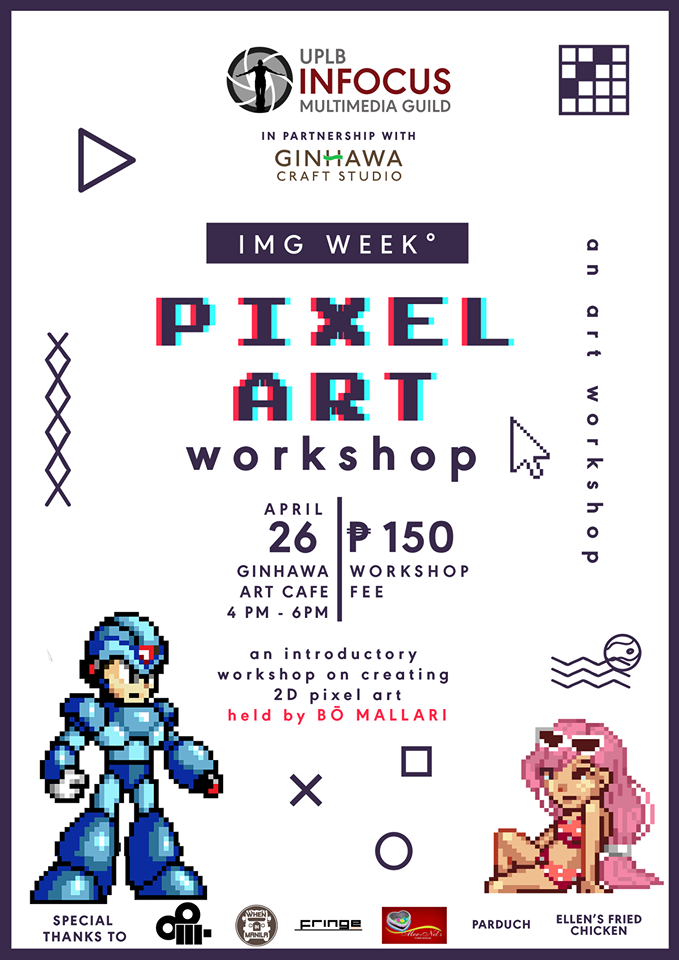 UPLB
INFOCUS
MULTIMEDIA GUILD
IN PARTNERSHIP WITH
GINHAWA
CRAFT STUDIO
IMG WEEK°
PIXEL
ART
workshop
an art workshop
APRIL
26
GINHAWA
ART CAFE
4 PM - 6PM
₱ 150
WORKSHOP
FEE
an introductory
workshop on creating
2D pixel art
held by BŌ MALLARI
SPECIAL
THANKS TO
WHEN
IN
MANILA
fringe
PARDUCH
ELLEN'S FRIED
CHICKEN